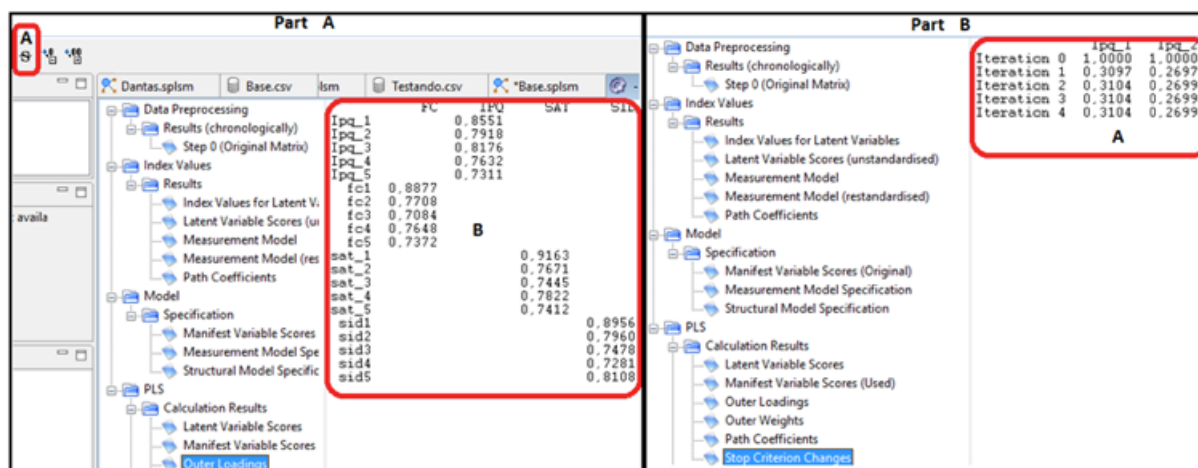 Part A
A
Dantas.splsm Base.csv lsm Testando.csv *Base.splsm
: availa
Data Preprocessing
Results (chronologically)
Step 0 (Original Matrix)
Index Values
Results
Index Values for Latent Va
Latent Variable Scores (un
Measurement Model
Measurement Model (res
Path Coefficients
Model
Specification
Manifest Variable Scores
Measurement Model Spe
Structural Model Specific
PLS
Calculation Results
Latent Variable Scores
Manifest Variable Scores
Outer Loadings
FC IPQ SAT SID
Ipq_1 0,8551
Ipq_2 0,7918
Ipq_3 0,8176
Ipq_4 0,7632
Ipq_5 0,7311
fc1 0,8877
fc2 0,7708
fc3 0,7084
fc4 0,7648
fc5 0,7372
B
sat_1 0,9163
sat_2 0,7671
sat_3 0,7445
sat_4 0,7822
sat_5 0,7412
sid1 0,8956
sid2 0,7960
sid3 0,7478
sid4 0,7281
sid5 0,8108
Part B
Data Preprocessing
Results (chronologically)
Step 0 (Original Matrix)
Index Values
Results
Index Values for Latent Variables
Latent Variable Scores (unstandardised)
Measurement Model
Measurement Model (restandardised)
Path Coefficients
Model
Specification
Manifest Variable Scores (Original)
Measurement Model Specification
Structural Model Specification
PLS
Calculation Results
Latent Variable Scores
Manifest Variable Scores (Used)
Outer Loadings
Outer Weights
Path Coefficients
Stop Criterion Changes
Ipq_1 Ipq_2
Iteration 0 1,0000 1,0000
Iteration 1 0,3097 0,2697
Iteration 2 0,3104 0,2699
Iteration 3 0,3104 0,2699
Iteration 4 0,3104 0,2699
A